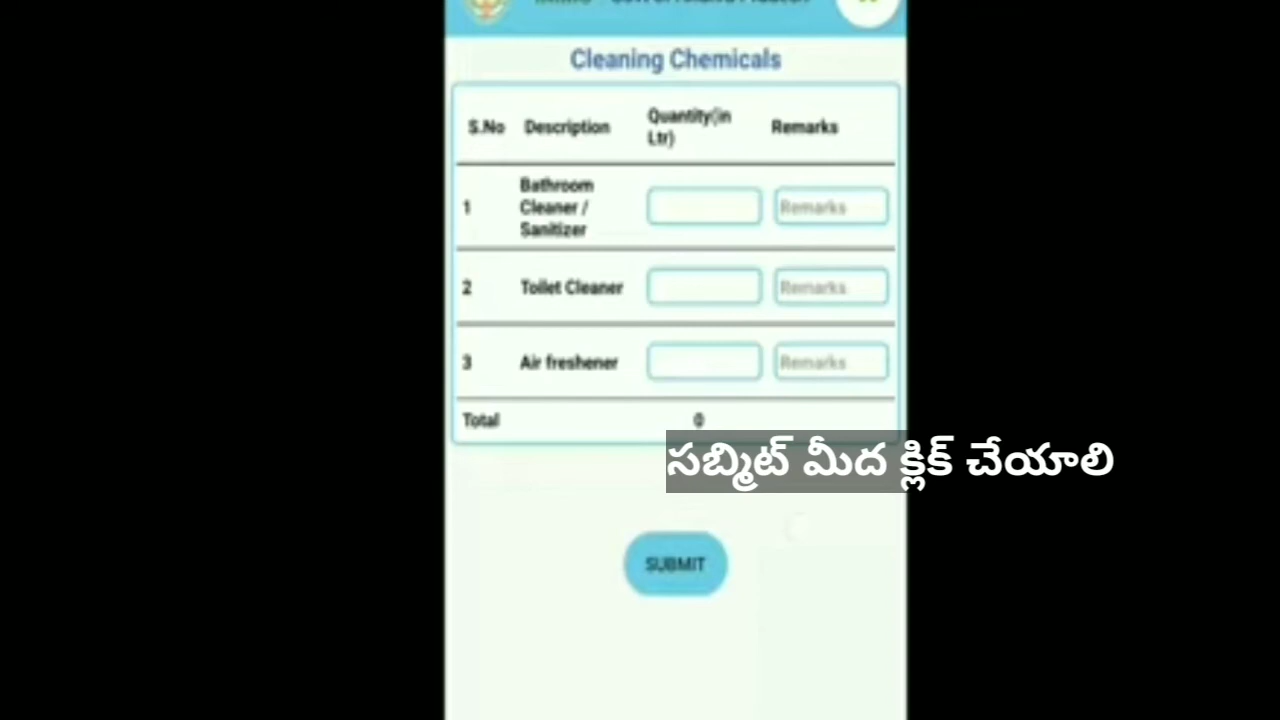 Cleaning Chemicals
S.No Description Quantity(in Ltr) Remarks
1 Bathroom Cleaner / Sanitizer Remarks
2 Toilet Cleaner Remarks
3 Air freshener Remarks
Total 0
సబ్మిట్ మీద క్లిక్ చేయాలి
SUBMIT